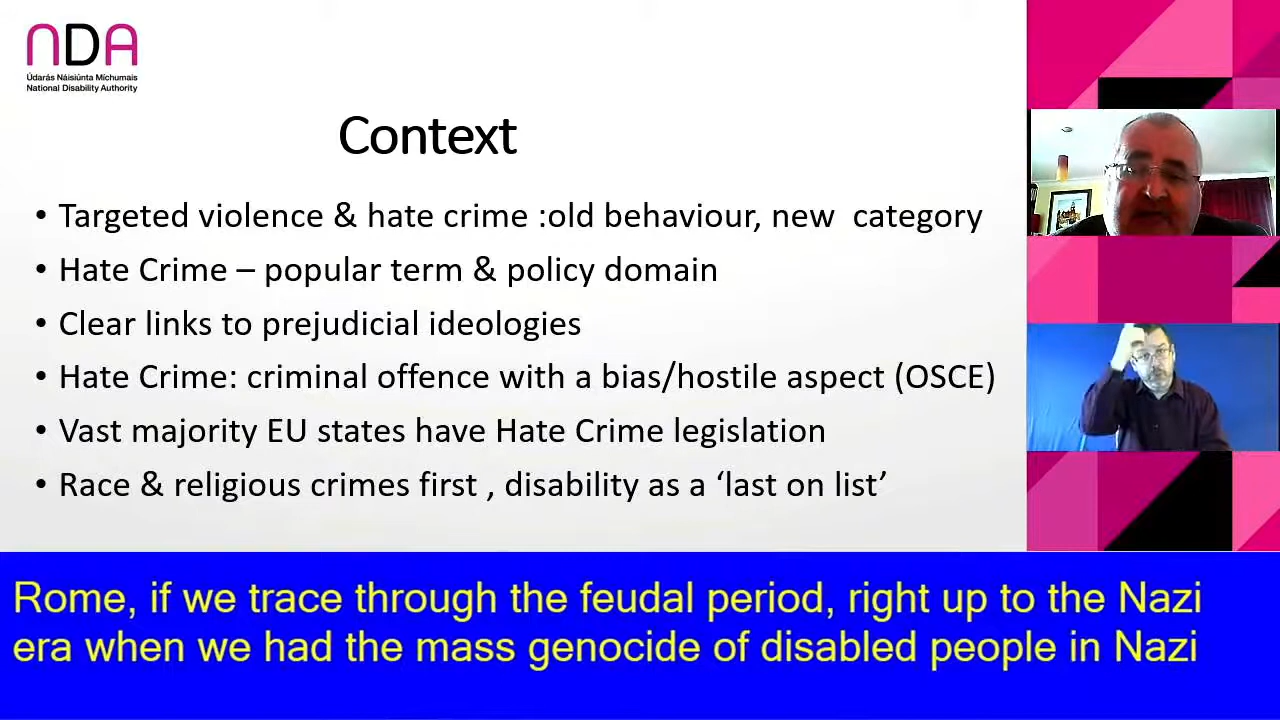 NDA
Údarás Náisiúnta Míchumais
National Disability Authority
Context
• Targeted violence & hate crime :old behaviour, new category
• Hate Crime – popular term & policy domain
• Clear links to prejudicial ideologies
• Hate Crime: criminal offence with a bias/hostile aspect (OSCE)
• Vast majority EU states have Hate Crime legislation
• Race & religious crimes first , disability as a ‘last on list’
Rome, if we trace through the feudal period, right up to the Nazi
era when we had the mass genocide of disabled people in Nazi